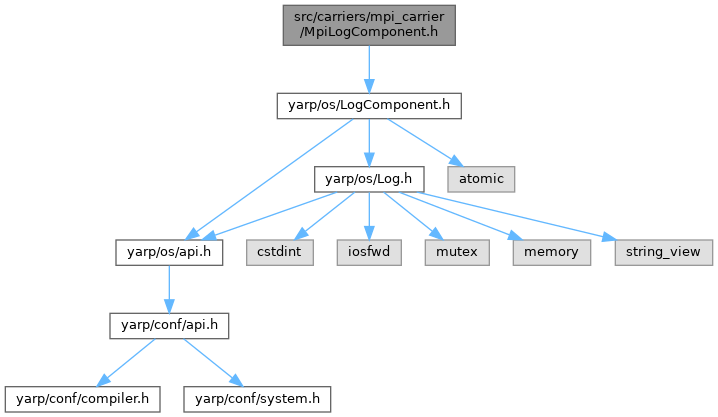 src/carriers/mpi_carrier
/MpiLogComponent.h
yarp/os/LogComponent.h
yarp/os/Log.h
atomic
yarp/os/api.h
cstdint
iosfwd
mutex
memory
string_view
yarp/conf/api.h
yarp/conf/compiler.h
yarp/conf/system.h